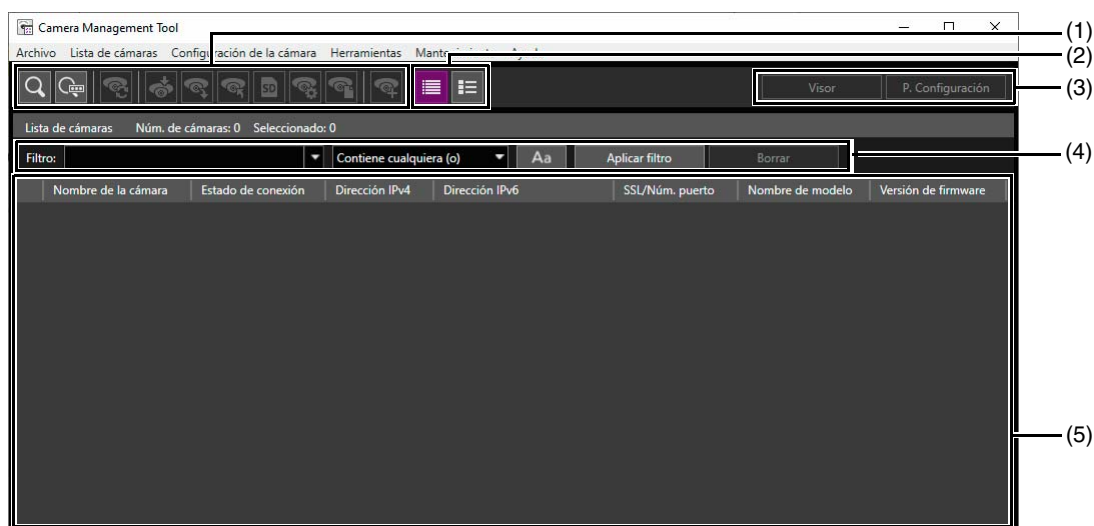 Camera Management Tool
(1)
Archivo Lista de cámaras Configuración de la cámara Herramientas
(2)
SD
Visor P. Configuración
(3)
Lista de cámaras Núm. de cámaras: 0 Seleccionado: 0
Filtro: Contiene cualquiera (o) Aa Aplicar filtro Borrar
(4)
Nombre de la cámara Estado de conexión Dirección IPv4 Dirección IPv6 SSL/Núm. puerto Nombre de modelo Versión de firmware
(5)